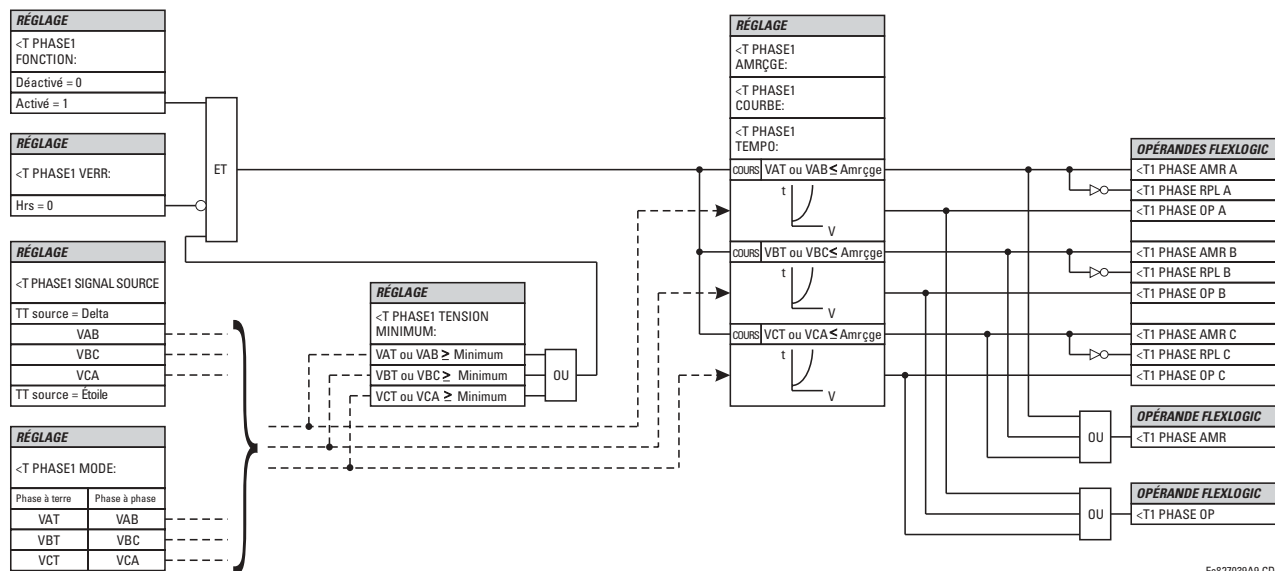 RÉGLAGE
<T PHASE1
FONCTION:
Déactivé = 0
Activé = 1
RÉGLAGE
<T PHASE1 VERR:
Hrs = 0
RÉGLAGE
<T PHASE1 SIGNAL SOURCE
TT source = Delta
VAB
VBC
VCA
TT source = Étoile
RÉGLAGE
<T PHASE1 MODE:
Phase à terre Phase à phase
VAT VAB
VBT VBC
VCT VCA
ET
RÉGLAGE
<T PHASE1 TENSION
MINIMUM:
VAT ou VAB ≥ Minimum
VBT ou VBC ≥ Minimum
VCT ou VCA ≥ Minimum
OU
RÉGLAGE
<T PHASE1
AMRÇGE:
<T PHASE1
COURBE:
<T PHASE1
TEMPO:
COURS VAT ou VAB ≤ Amrçge
t
V
COURS VBT ou VBC ≤ Amrçge
t
V
COURS VCT ou VCA ≤ Amrçge
t
V
OPÉRANDES FLEXLOGIC
<T1 PHASE AMR A
<T1 PHASE RPL A
<T1 PHASE OP A
<T1 PHASE AMR B
<T1 PHASE RPL B
<T1 PHASE OP B
<T1 PHASE AMR C
<T1 PHASE RPL C
<T1 PHASE OP C
OU
OPÉRANDE FLEXLOGIC
<T1 PHASE AMR
OU
OPÉRANDE FLEXLOGIC
<T1 PHASE OP